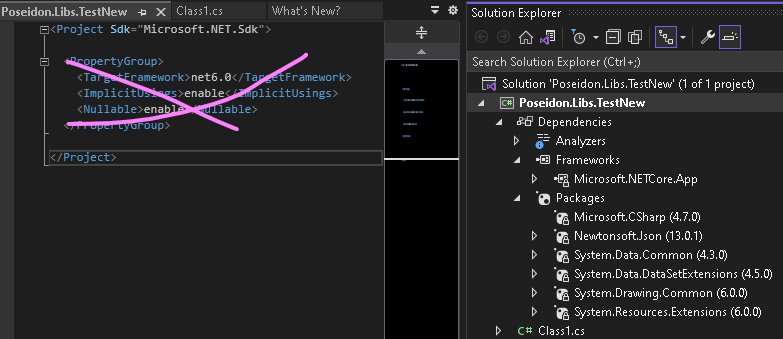 Poseidon.Libs.TestNew
Class1.cs
What's New?
<Project Sdk="Microsoft.NET.Sdk">
<PropertyGroup>
<TargetFramework>net6.0</TargetFramework>
<ImplicitUsings>enable</ImplicitUsings>
<Nullable>enable</Nullable>
</PropertyGroup>
</Project>
Solution Explorer
Search Solution Explorer (Ctrl+;)
Solution 'Poseidon.Libs.TestNew' (1 of 1 project)
Poseidon.Libs.TestNew
Dependencies
Analyzers
Frameworks
Microsoft.NETCore.App
Packages
Microsoft.CSharp (4.7.0)
Newtonsoft.Json (13.0.1)
System.Data.Common (4.3.0)
System.Data.DataSetExtensions (4.5.0)
System.Drawing.Common (6.0.0)
System.Resources.Extensions (6.0.0)
C# Class1.cs